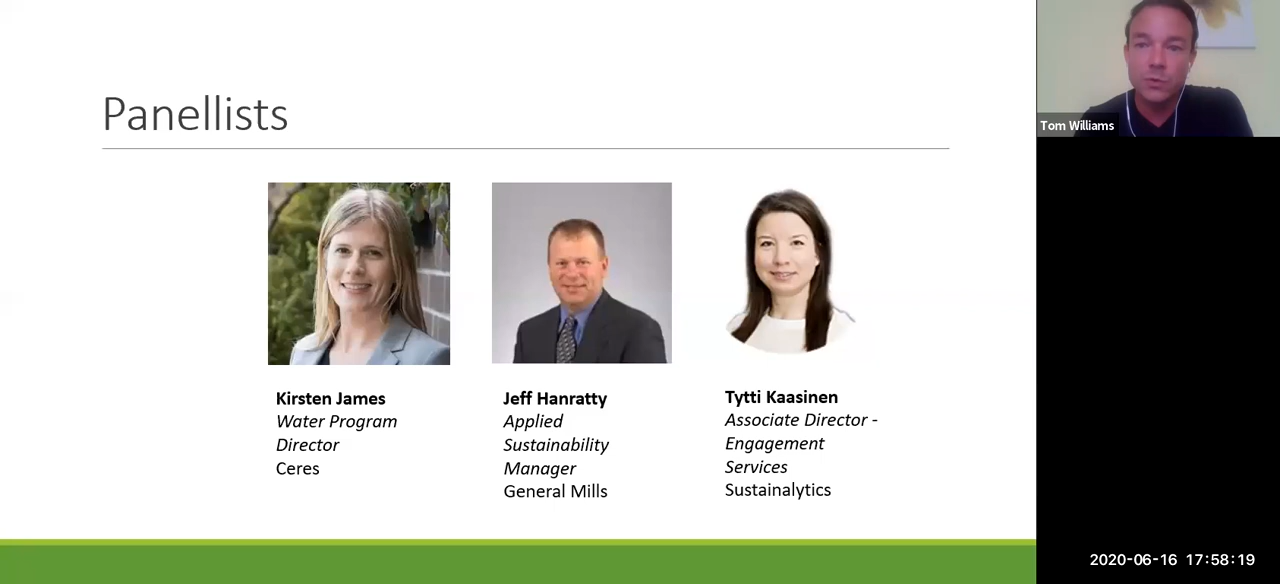 Panellists
Kirsten James
Water Program
Director
Ceres
Jeff Hanratty
Applied
Sustainability
Manager
General Mills
Tytti Kaasinen
Associate Director -
Engagement
Services
Sustainalytics
Tom Williams
2020-06-16 17:58:19